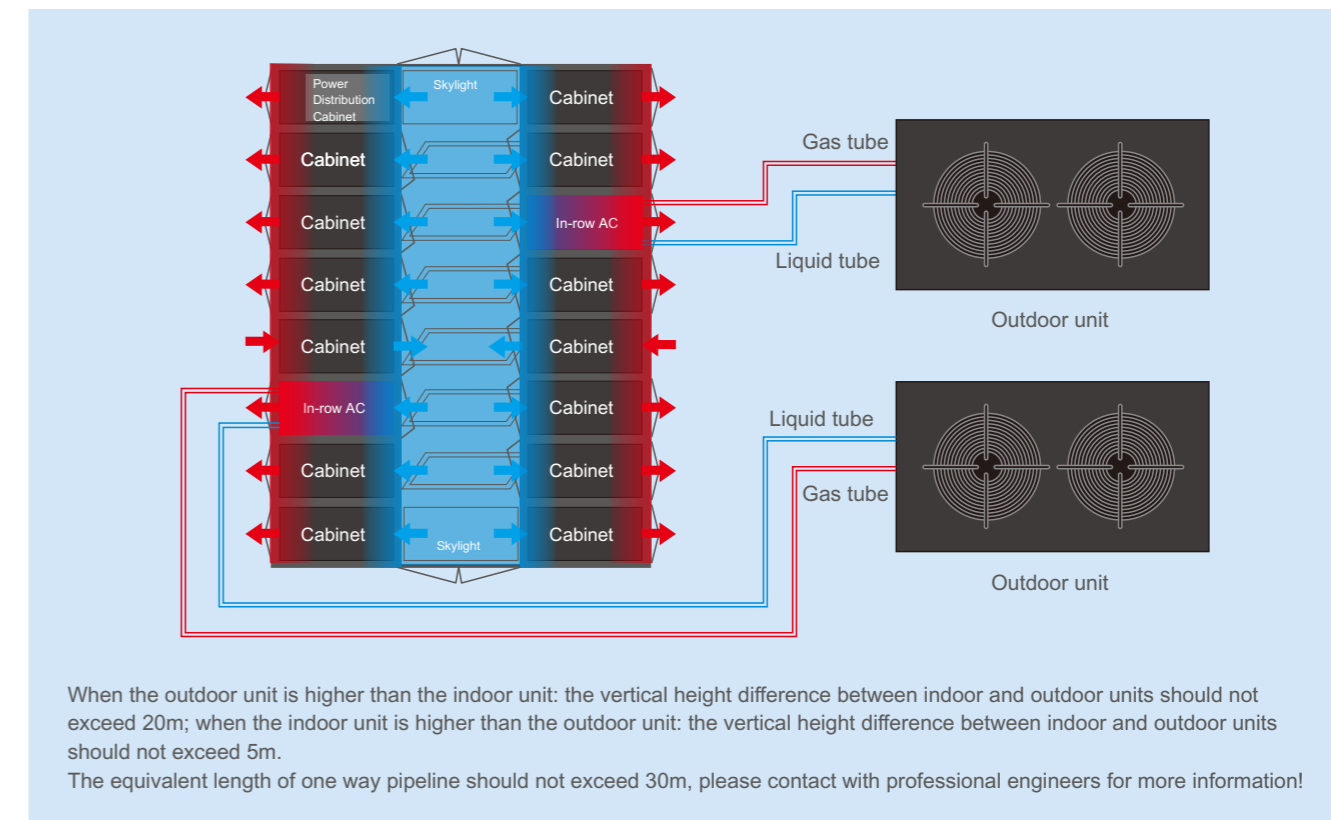 Power
Distribution
Cabinet
Skylight
Cabinet
Cabinet
Cabinet
Cabinet
In-row AC
Cabinet
Cabinet
Cabinet
Cabinet
In-row AC
Cabinet
Cabinet
Cabinet
Cabinet
Skylight
Cabinet
Gas tube
Liquid tube
Outdoor unit
Liquid tube
Gas tube
Outdoor unit
When the outdoor unit is higher than the indoor unit: the vertical height difference between indoor and outdoor units should not
exceed 20m; when the indoor unit is higher than the outdoor unit: the vertical height difference between indoor and outdoor units
should not exceed 5m.
The equivalent length of one way pipeline should not exceed 30m, please contact with professional engineers for more information!